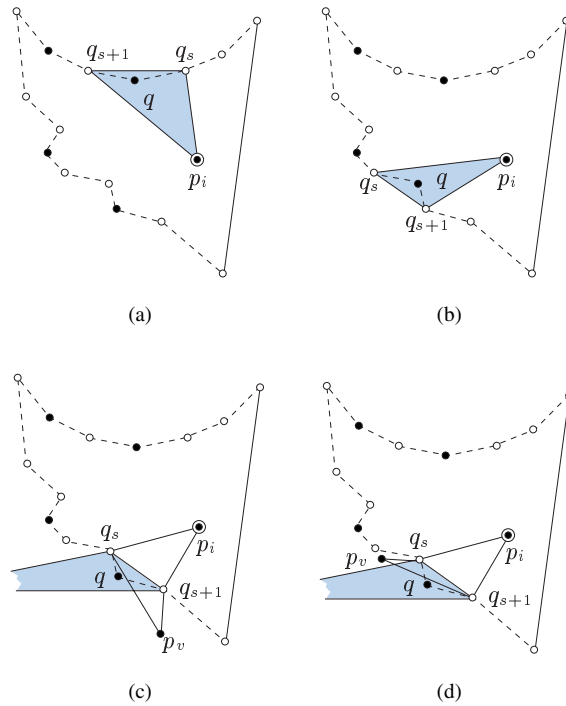 q_{s+1} q_s
q
p_i
q_s q p_i
q_{s+1}
(a) (b)
q_s
p_i
q q_{s+1}
p_v
q_s
p_v p_i
q q_{s+1}
(c) (d)